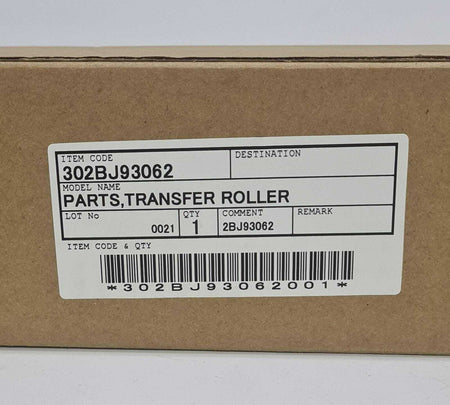 ITEM CODE
DESTINATION
302BJ93062
MODEL NAME
PARTS,TRANSFER ROLLER
LOT No
QTY
COMMENT
REMARK
0021
1
2BJ93062
ITEM CODE & QTY
*302BJ93062001*